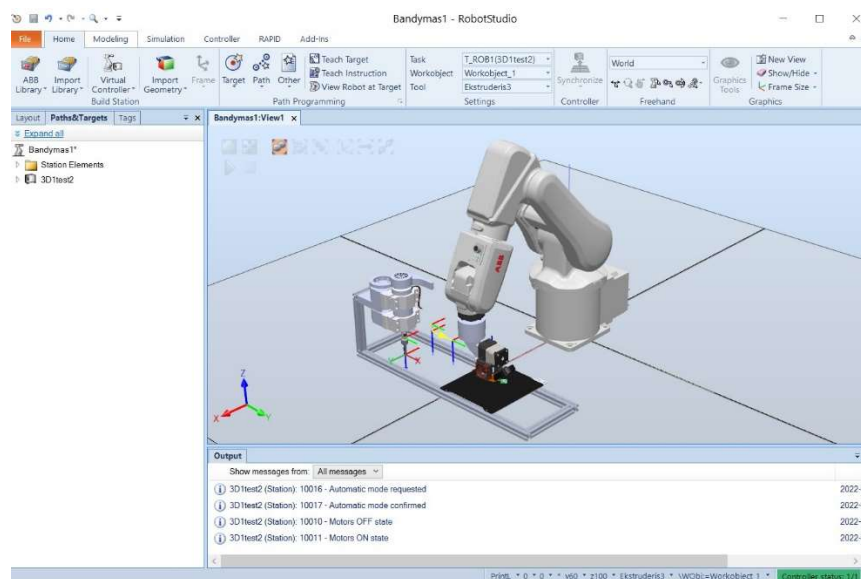 Bandymas1 - RobotStudio
File Home Modeling Simulation Controller RAPID Add-Ins
ABB Library
Import Library
Virtual Controller
Import Geometry
Frame
Build Station
Target
Path
Other
Teach Target
Teach Instruction
View Robot at Target
Path Programming
Task T_ROB1(3D1test2)
Workobject Workobject_1
Tool Ekstruderis3
Settings
Synchronize
Controller
World
Freehand
Graphics Tools
New View
Show/Hide
Frame Size
Graphics
Layout Paths&Targets Tags
Expand all
Bandymas1*
Station Elements
3D1test2
Bandymas1:View1
ABB
Z
X
Y
X
Output
Show messages from: All messages
3D1test2 (Station): 10016 - Automatic mode requested 2022-
3D1test2 (Station): 10017 - Automatic mode confirmed 2022-
3D1test2 (Station): 10010 - Motors OFF state 2022-
3D1test2 (Station): 10011 - Motors ON state 2022-
PrintL * 0 * 0 * * v60 * z100 * Ekstruderis3 * \WObj:=Workobject_1 * Controller status: 1/1